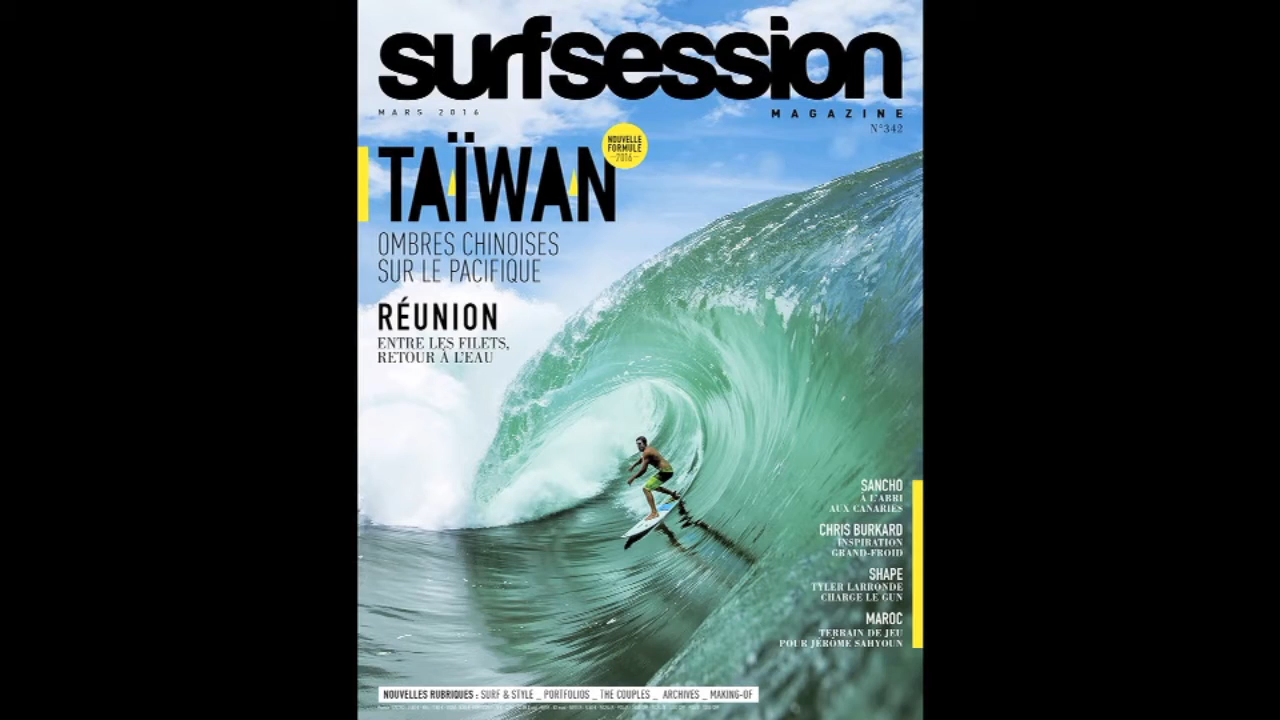 surfsession
MARS 2016
MAGAZINE
N°342
NOUVELLE
FORMULE
2016
TAÏWAN
OMBRES CHINOISES
SUR LE PACIFIQUE
RÉUNION
ENTRE LES FILETS,
RETOUR À L'EAU
SANCHO
À L'ABRI
AUX CANARIES
CHRIS BURKARD
INSPIRATION
GRAND-FROID
SHAPE
TYLER LARRONDE
CHARGE LE GUN
MAROC
TERRAIN DE JEU
POUR JÉRÔME SAHYOUN
NOUVELLES RUBRIQUES : SURF & STYLE _ PORTFOLIOS _ THE COUPLES _ ARCHIVES _ MAKING-OF